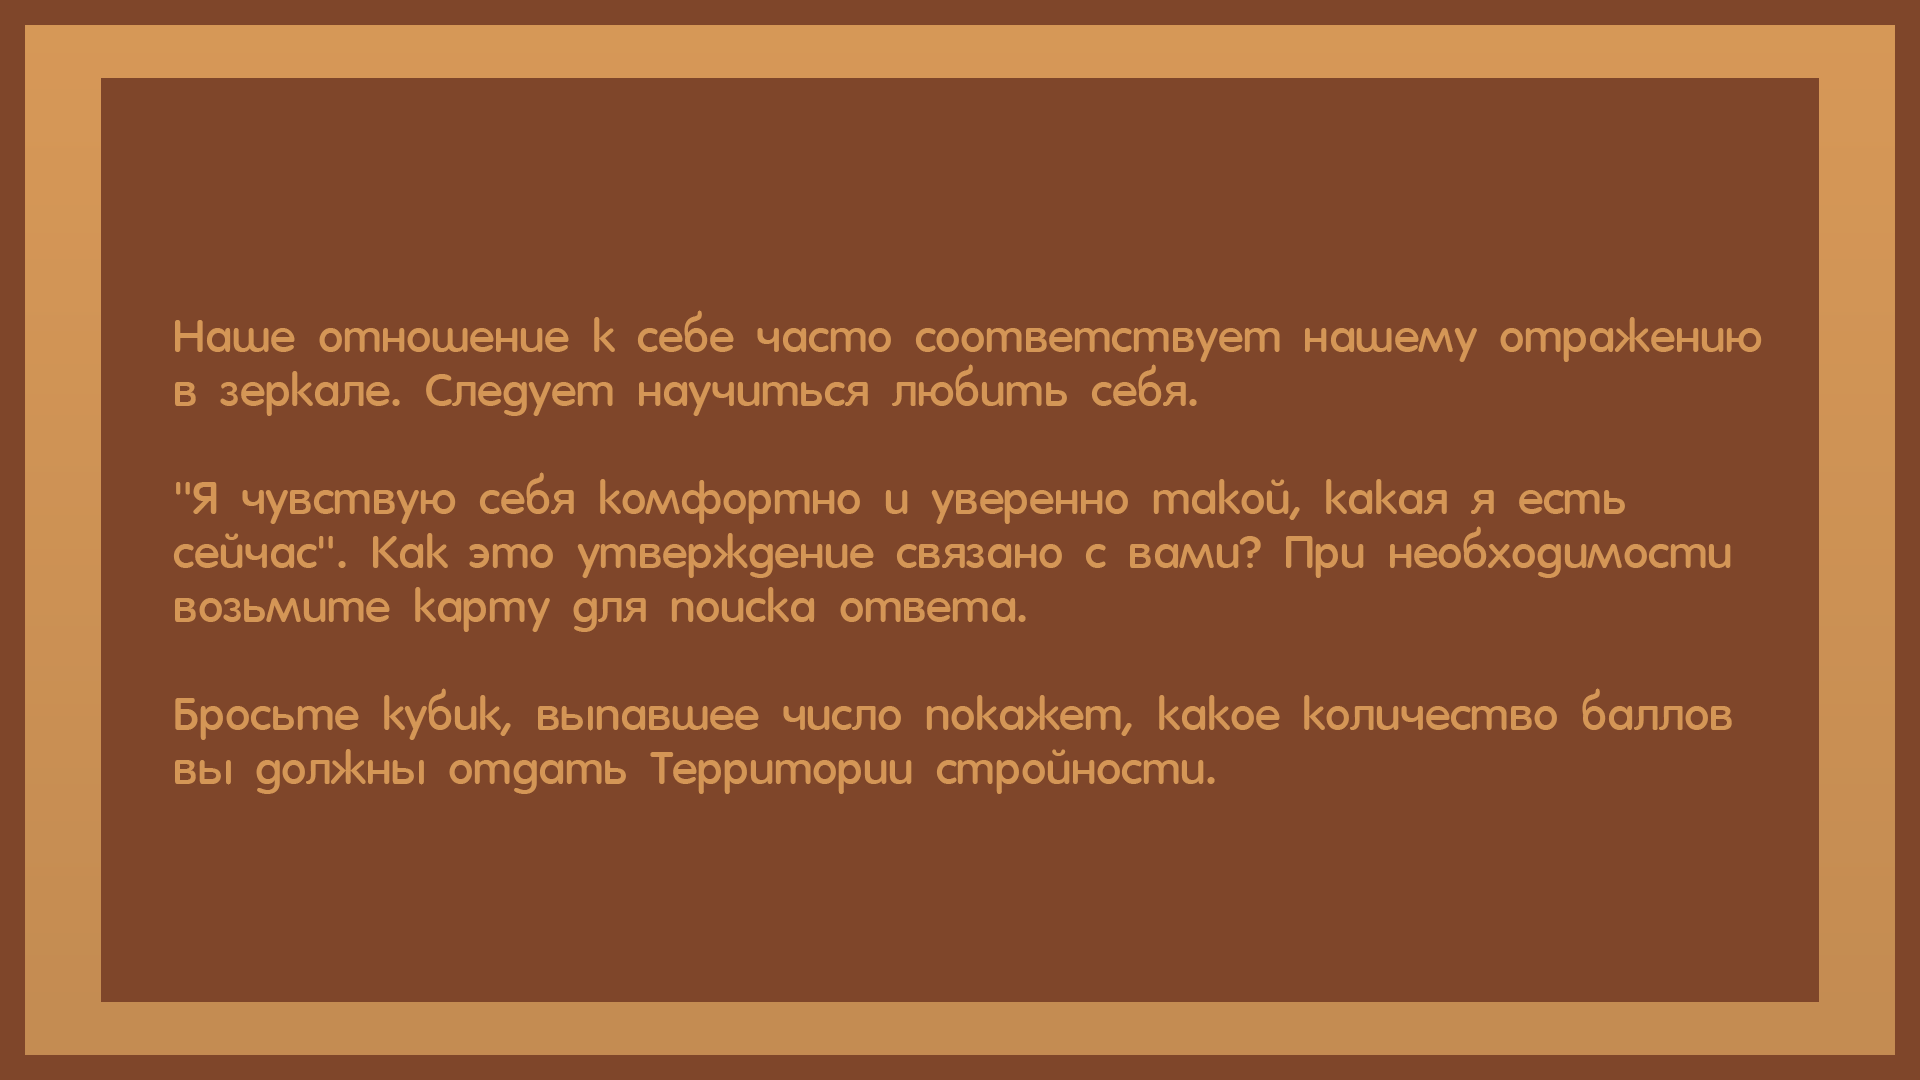 Наше отношение к себе часто соответствует нашему отражению
в зеркале. Следует научиться любить себя.
"Я чувствую себя комфортно и уверенно такой, какая я есть
сейчас". Как это утверждение связано с вами? При необходимости
возьмите карту для поиска ответа.
Бросьте кубик, выпавшее число покажет, какое количество баллов
вы должны отдать Территории стройности.